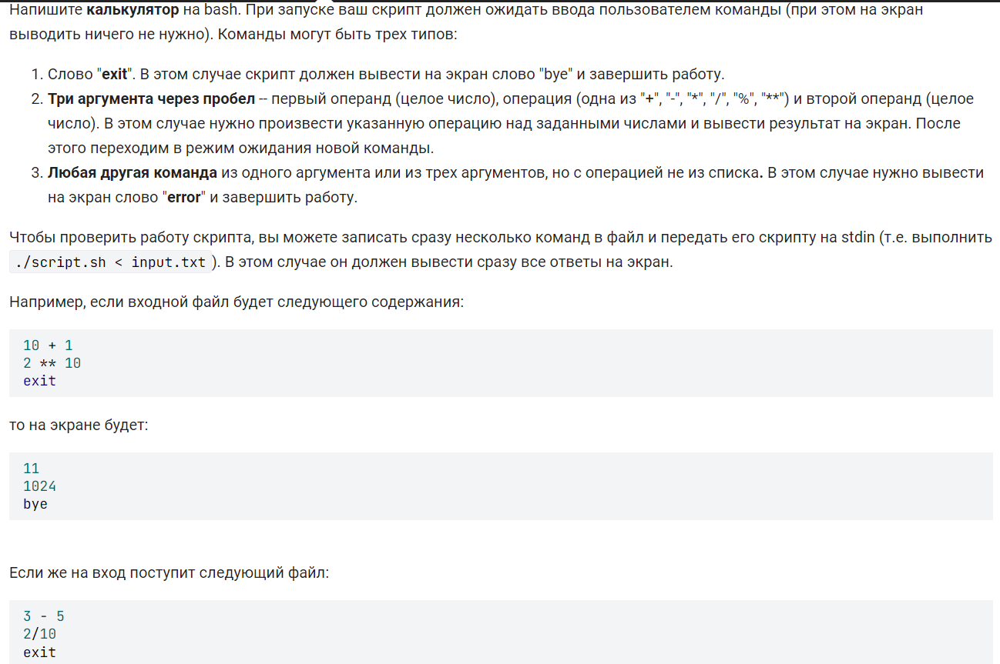 Напишите калькулятор на bash. При запуске ваш скрипт должен ожидать ввода пользователем команды (при этом на экран
выводить ничего не нужно). Команды могут быть трех типов:
1. Слово "exit". В этом случае скрипт должен вывести на экран слово "bye" и завершить работу.
2. Три аргумента через пробел -- первый операнд (целое число), операция (одна из "+", "-", "*", "/", "%", "**") и второй операнд (целое
число). В этом случае нужно произвести указанную операцию над заданными числами и вывести результат на экран. После
этого переходим в режим ожидания новой команды.
3. Любая другая команда из одного аргумента или из трех аргументов, но с операцией не из списка. В этом случае нужно вывести
на экран слово "error" и завершить работу.
Чтобы проверить работу скрипта, вы можете записать сразу несколько команд в файл и передать его скрипту на stdin (т.е. выполнить
./script.sh < input.txt ). В этом случае он должен вывести сразу все ответы на экран.
Например, если входной файл будет следующего содержания:
10 + 1
2 ** 10
exit
то на экране будет:
11
1024
bye
Если же на вход поступит следующий файл:
3 - 5
2/10
exit